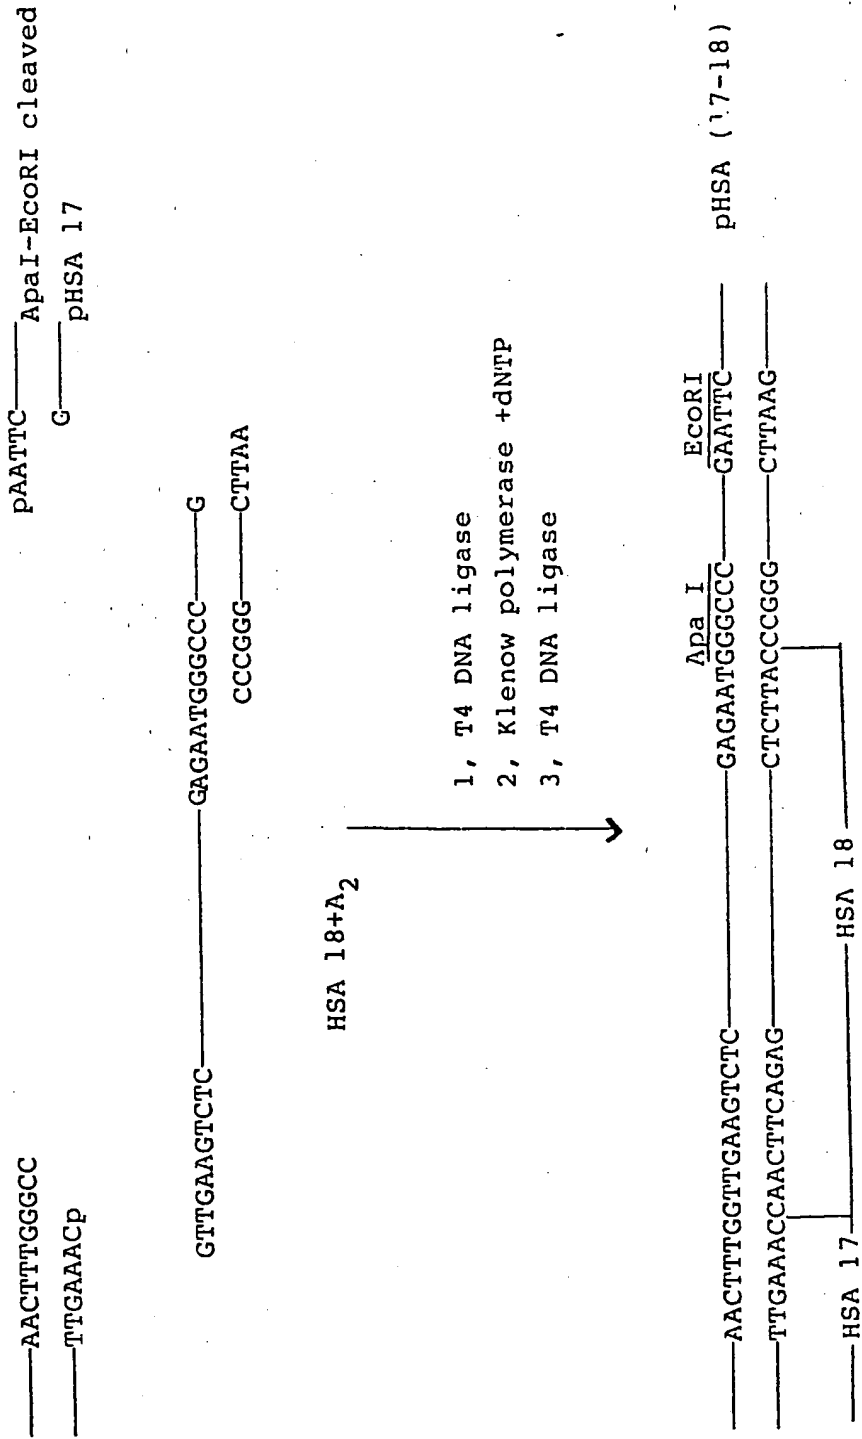 AACTTTGGGCC pAATTC ApaI-EcoRI cleaved
TTGAAACp G pHSA 17
GTTGAAGTCTC GAGAATGGGCCC G
CCCGGG CTTAA
HSA 18+A2
1, T4 DNA ligase
2, Klenow polymerase +dNTP
3, T4 DNA ligase
Apa I EcoRI
AACTTTGGTTGAAGTCTC GAGAATGGGCCC GAATTC pHSA (17-18)
TTGAAACCAACTTCAGAG CTCTTACCCGGG CTTAAG
HSA 17 HSA 18